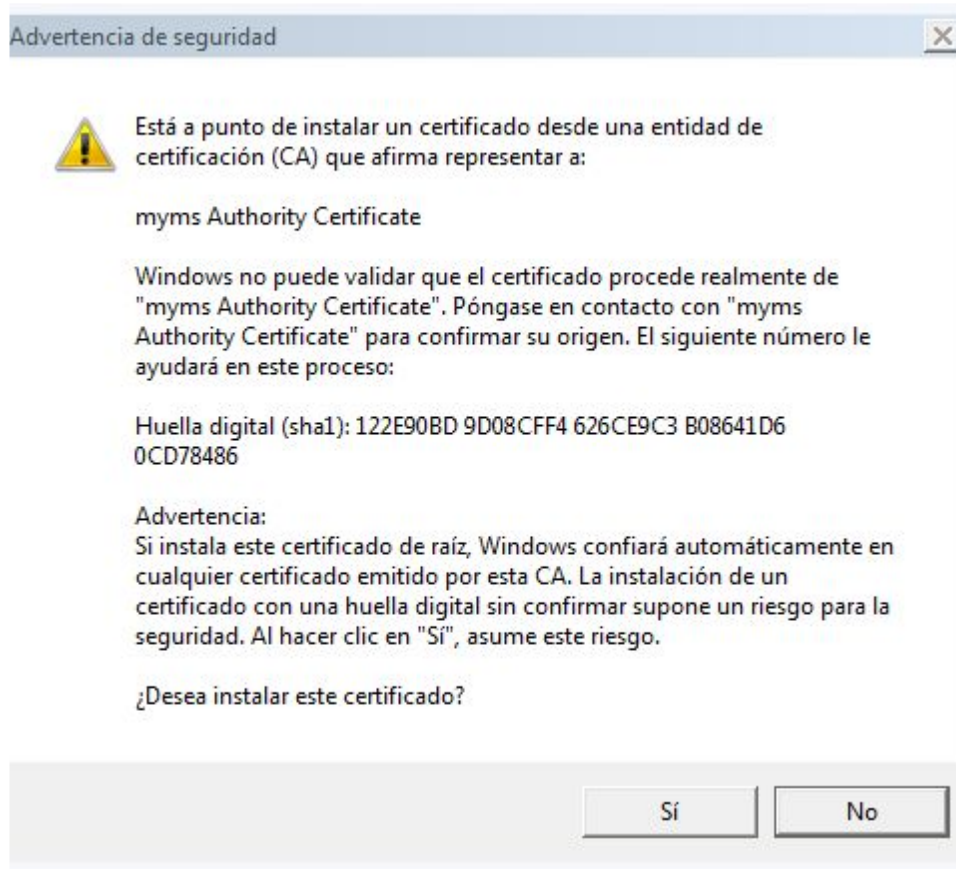 Advertencia de seguridad
Está a punto de instalar un certificado desde una entidad de
certificación (CA) que afirma representar a:
myms Authority Certificate
Windows no puede validar que el certificado procede realmente de
"myms Authority Certificate". Póngase en contacto con "myms
Authority Certificate" para confirmar su origen. El siguiente número le
ayudará en este proceso:
Huella digital (sha1): 122E90BD 9D08CFF4 626CE9C3 B08641D6
0CD78486
Advertencia:
Si instala este certificado de raíz, Windows confiará automáticamente en
cualquier certificado emitido por esta CA. La instalación de un
certificado con una huella digital sin confirmar supone un riesgo para la
seguridad. Al hacer clic en "Sí", asume este riesgo.
¿Desea instalar este certificado?
Sí No